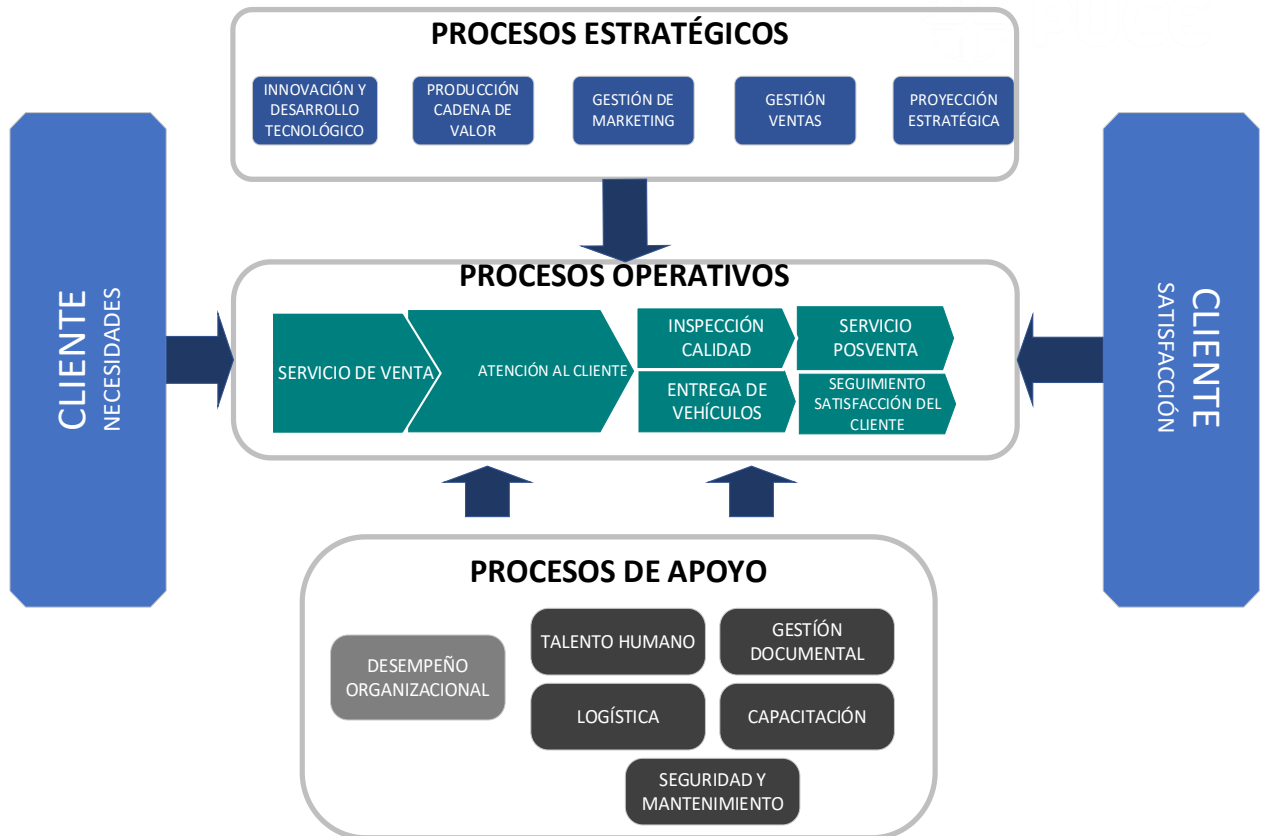 PROCESOS ESTRATÉGICOS
INNOVACIÓN Y
DESARROLLO
TECNOLÓGICO
PRODUCCIÓN
CADENA DE
VALOR
GESTIÓN DE
MARKETING
GESTIÓN
VENTAS
PROYECCIÓN
ESTRATÉGICA
CLIENTE
NECESIDADES
PROCESOS OPERATIVOS
SERVICIO DE VENTA
ATENCIÓN AL CLIENTE
INSPECCIÓN
CALIDAD
SERVICIO
POSVENTA
ENTREGA DE
VEHÍCULOS
SEGUIMIENTO
SATISFACCIÓN DEL
CLIENTE
CLIENTE
SATISFACCIÓN
PROCESOS DE APOYO
DESEMPEÑO
ORGANIZACIONAL
TALENTO HUMANO
GESTÍÓN
DOCUMENTAL
LOGÍSTICA
CAPACITACIÓN
SEGURIDAD Y
MANTENIMIENTO